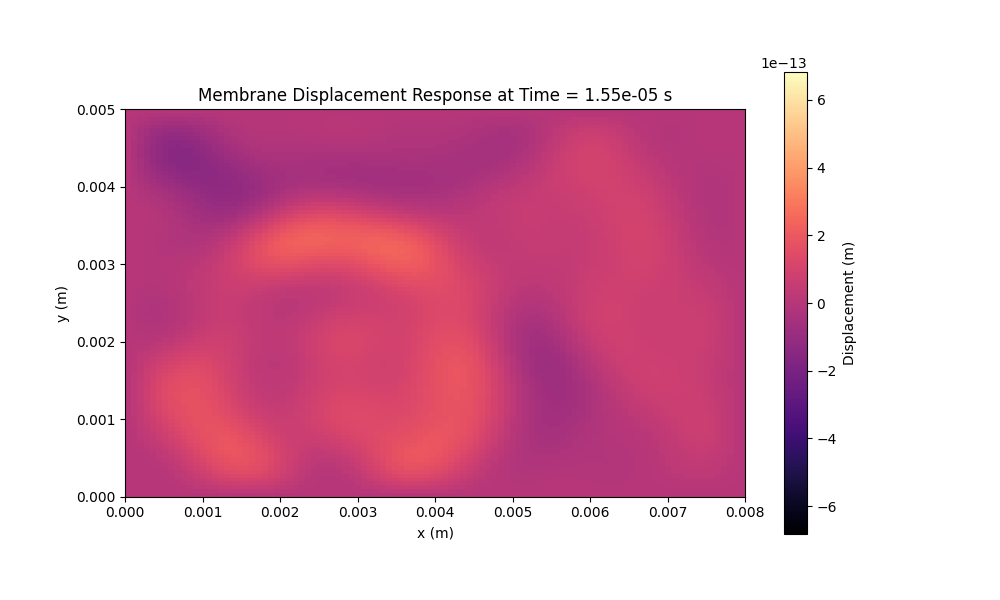 1e−13
Membrane Displacement Response at Time = 1.55e-05 s
0.005
0.004
0.003
0.002
0.001
0.000
y (m)
0.000 0.001 0.002 0.003 0.004 0.005 0.006 0.007 0.008
x (m)
6
4
2
0
−2
−4
−6
Displacement (m)